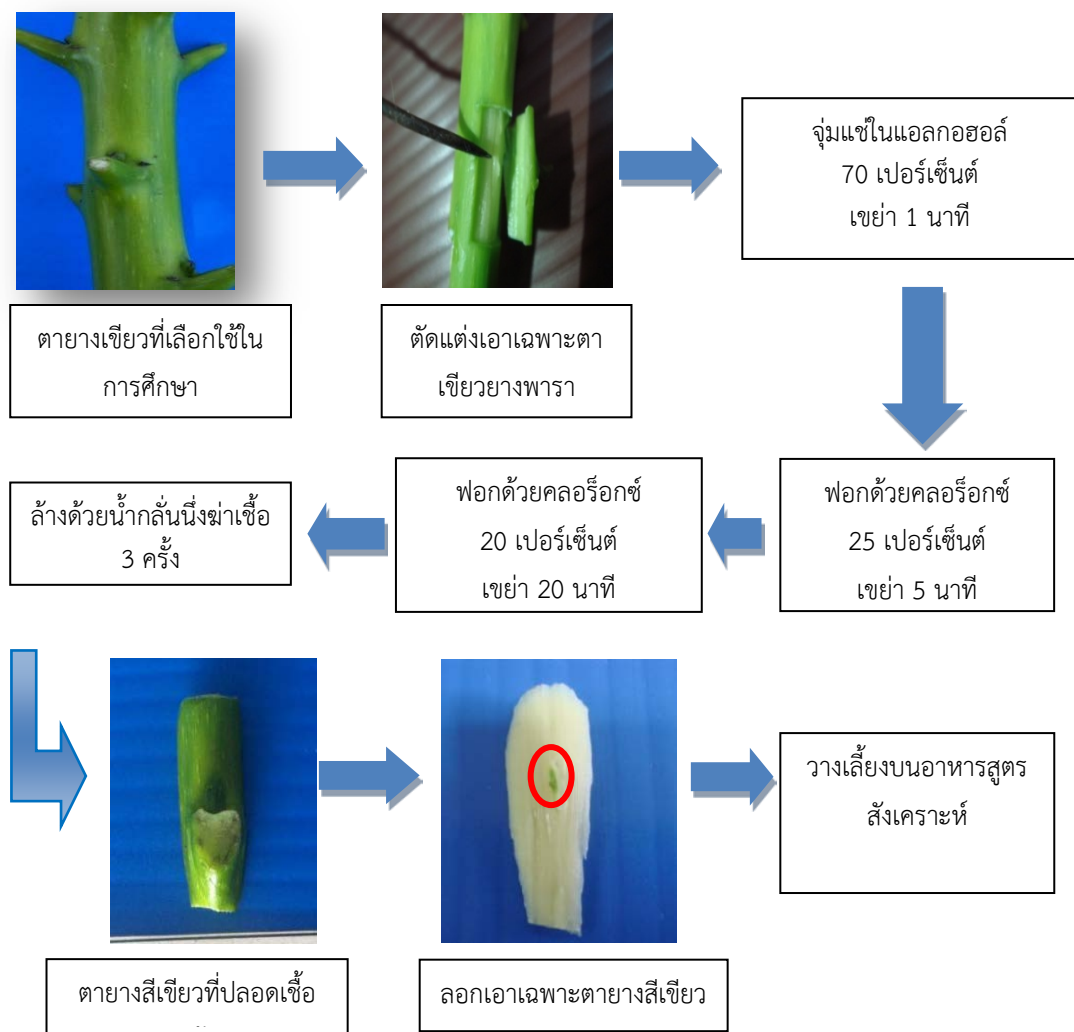 ตายางเขียวที่เลือกใช้ใน
การศึกษา
ตัดแต่งเอาเฉพาะตา
เขียวยางพารา
จุ่มแช่ในแอลกอฮอล์
70 เปอร์เซ็นต์
เขย่า 1 นาที
ฟอกด้วยคลอร็อกซ์
25 เปอร์เซ็นต์
เขย่า 5 นาที
ฟอกด้วยคลอร็อกซ์
20 เปอร์เซ็นต์
เขย่า 20 นาที
ล้างด้วยน้ำกลั่นนึ่งฆ่าเชื้อ
3 ครั้ง
ตายางสีเขียวที่ปลอดเชื้อ
ลอกเอาเฉพาะตายางสีเขียว
วางเลี้ยงบนอาหารสูตร
สังเคราะห์